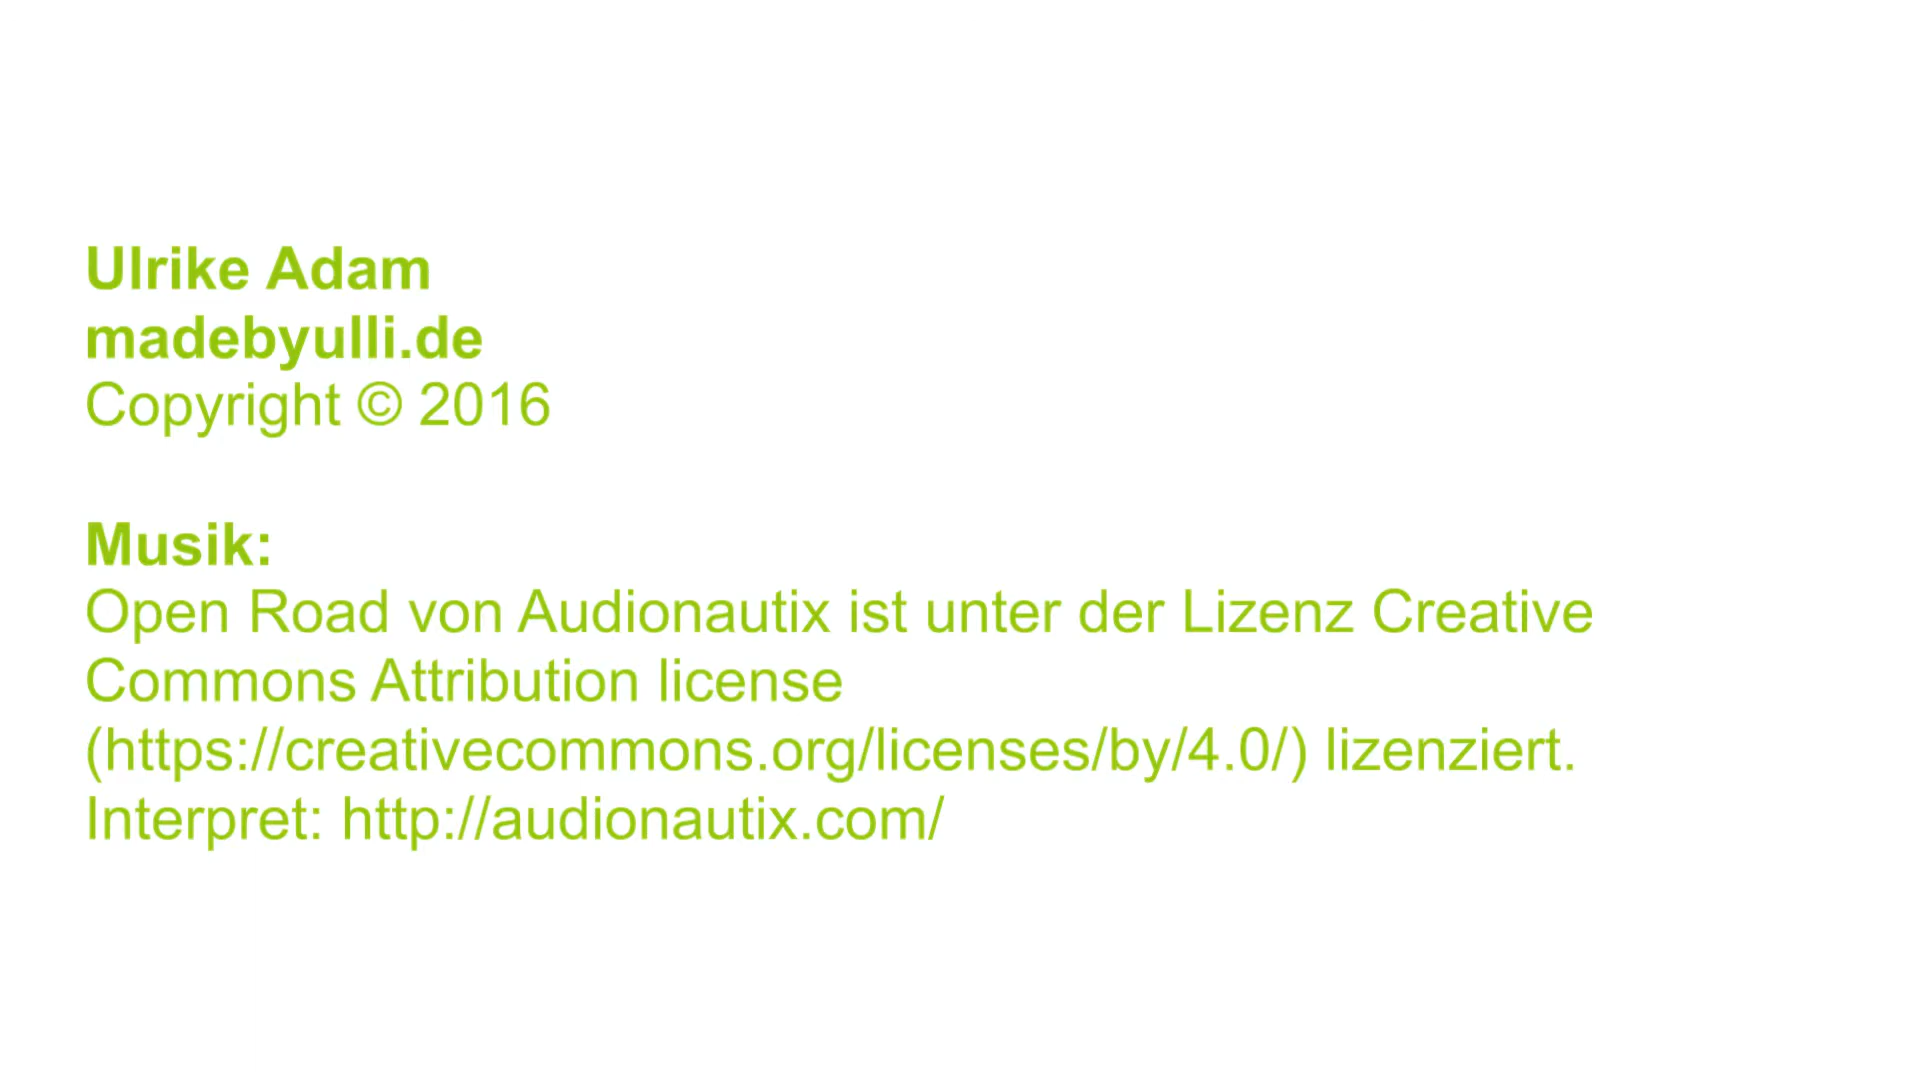 Ulrike Adam
madebyulli.de
Copyright © 2016
Musik:
Open Road von Audionautix ist unter der Lizenz Creative
Commons Attribution license
(https://creativecommons.org/licenses/by/4.0/) lizenziert.
Interpret: http://audionautix.com/